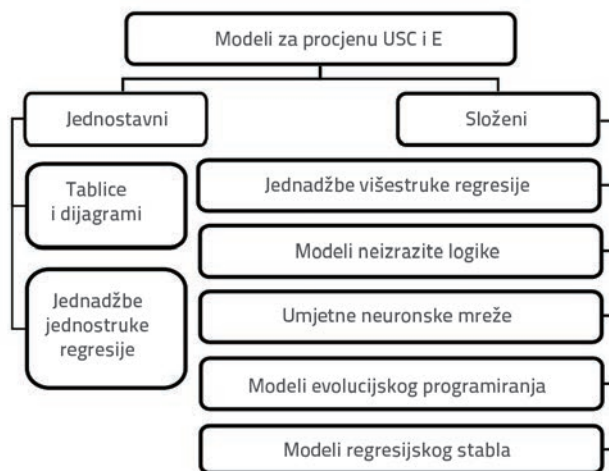 Modeli za procjenu USC i E
Jednostavni
Složeni
Tablice
i dijagrami
Jednadžbe
jednostruke
regresije
Jednadžbe višestruke regresije
Modeli neizrazite logike
Umjetne neuronske mreže
Modeli evolucijskog programiranja
Modeli regresijskog stabla